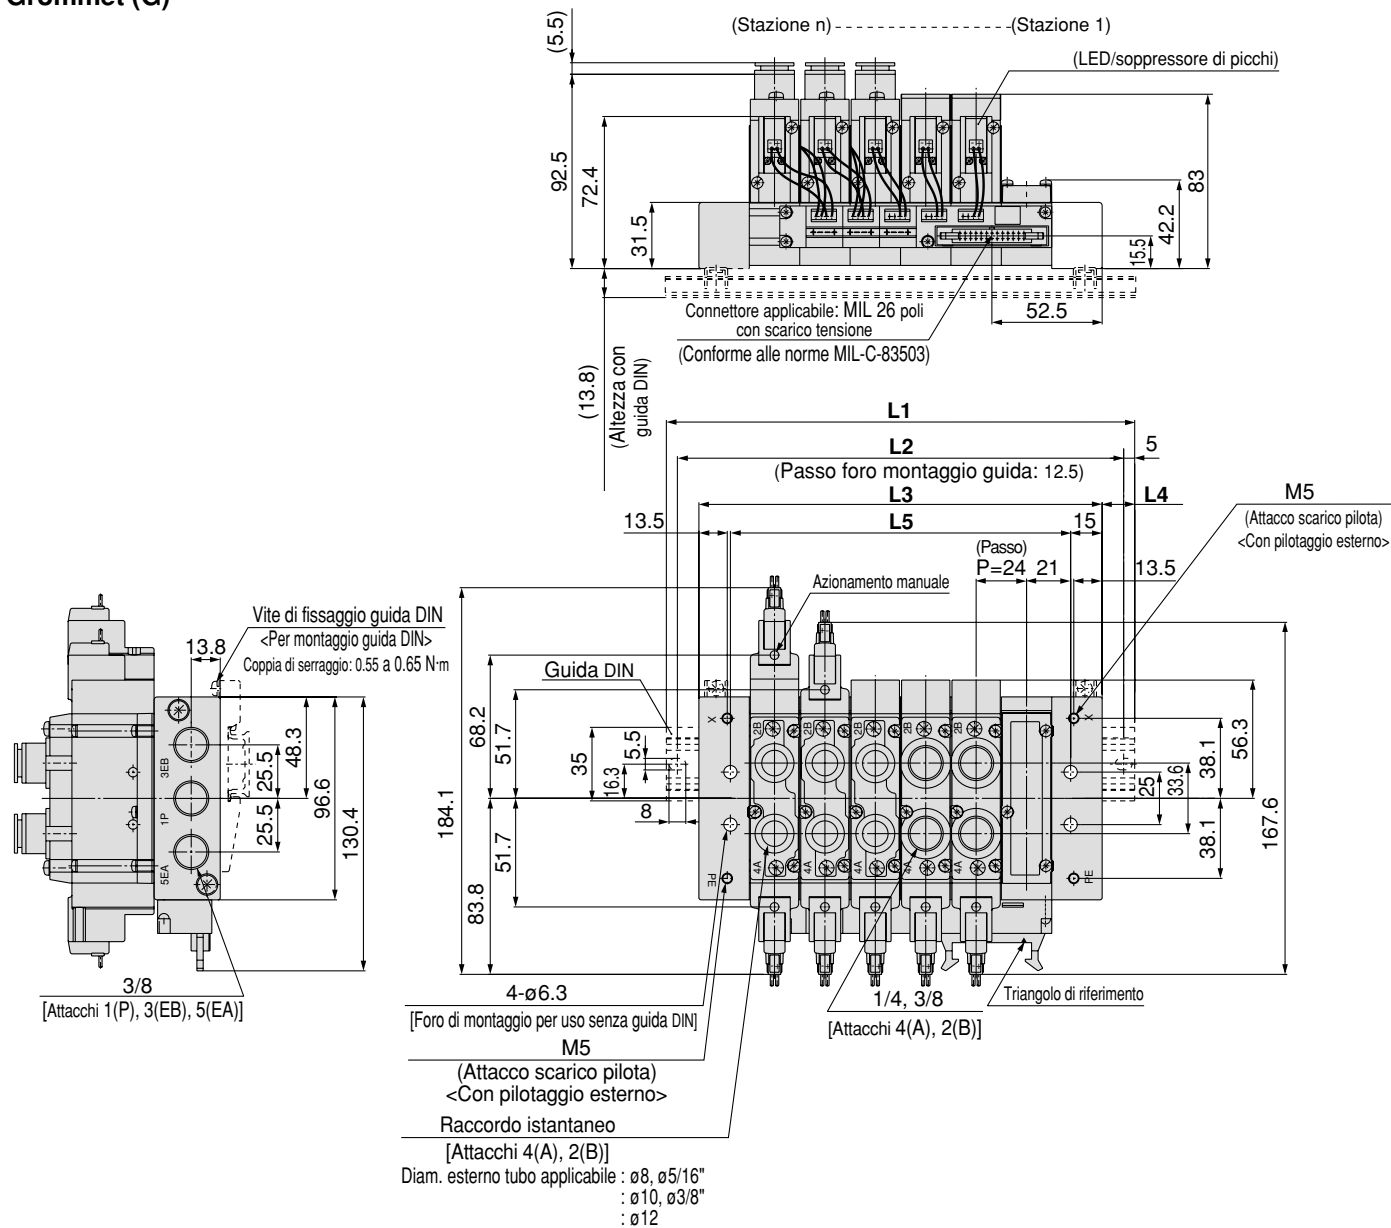 Grommet (G)
(Stazione n)
(Stazione 1)
(LED/soppressore di picchi)
(5.5)
92.5
72.4
31.5
83
42.2
15.5
52.5
Connettore applicabile: MIL 26 poli
con scarico tensione
(Conforme alle norme MIL-C-83503)
(13.8)
(Altezza con
guida DIN)
L1
L2
5
(Passo foro montaggio guida: 12.5)
L3
L4
13.5
L5
15
M5
(Attacco scarico pilota)
<Con pilotaggio esterno>
(Passo)
P=24
21
13.5
Azionamento manuale
Vite di fissaggio guida DIN
<Per montaggio guida DIN>
Coppia di serraggio: 0.55 a 0.65 N·m
13.8
Guida DIN
184.1
68.2
51.7
35
5.5
16.3
8
51.7
83.8
X
X
2B
2B
2B
2B
2B
4A
4A
4A
4A
4A
PE
PE
25
33.6
38.1
56.3
38.1
167.6
3EB
1P
5EA
25.5
25.5
48.3
96.6
130.4
3/8
[Attacchi 1(P), 3(EB), 5(EA)]
4-ø6.3
[Foro di montaggio per uso senza guida DIN]
M5
(Attacco scarico pilota)
<Con pilotaggio esterno>
Raccordo istantaneo
[Attacchi 4(A), 2(B)]
Diam. esterno tubo applicabile : ø8, ø5/16"
: ø10, ø3/8"
: ø12
1/4, 3/8
[Attacchi 4(A), 2(B)]
Triangolo di riferimento